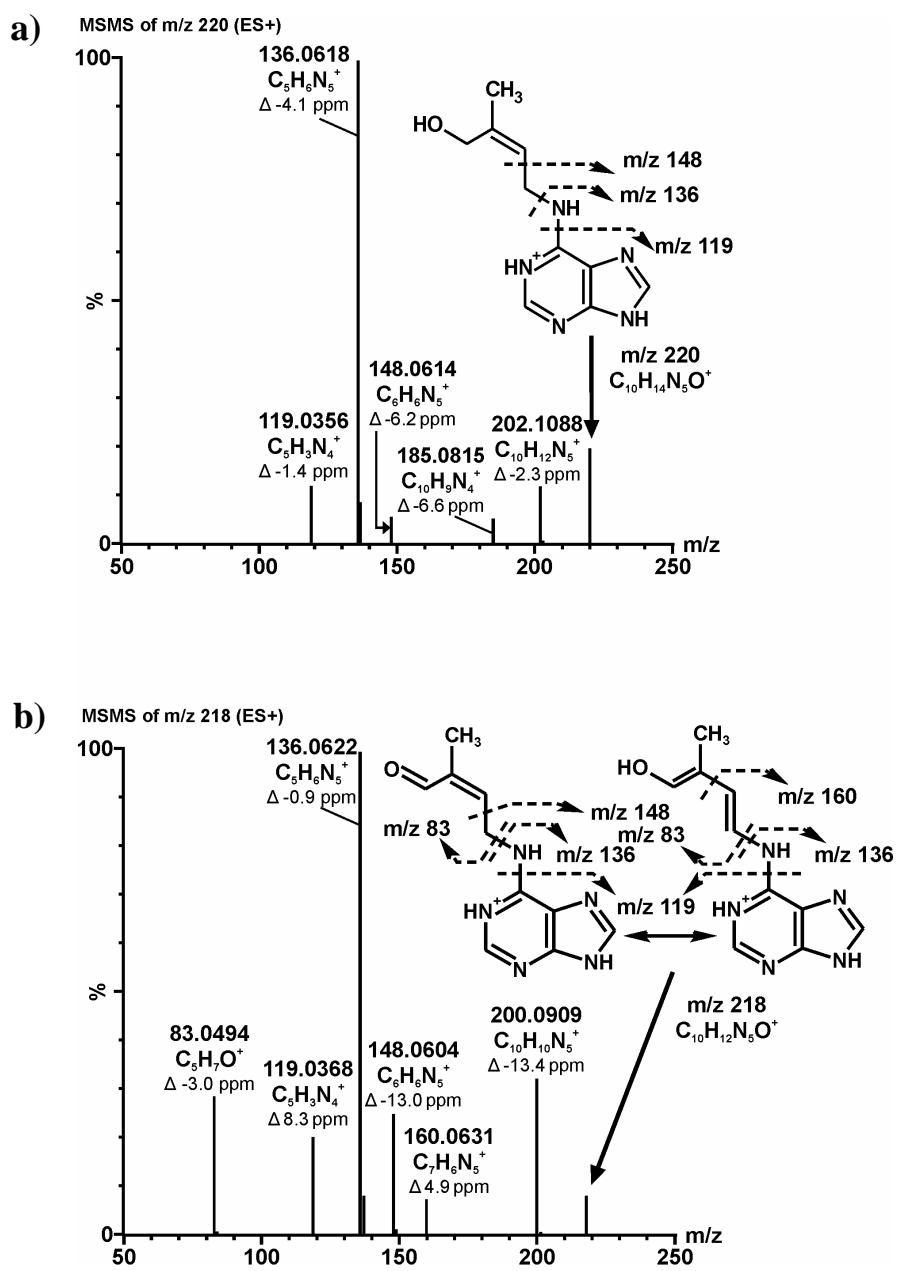 a)
MSMS of m/z 220 (ES+)
100
136.0618
C₅H₆N₅⁺
Δ -4.1 ppm
CH₃
HO
m/z 148
m/z 136
NH
m/z 119
HN⁺
N
N
NH
%
m/z 220
C₁₀H₁₄N₅O⁺
148.0614
C₆H₆N₅⁺
Δ -6.2 ppm
119.0356
C₅H₃N₄⁺
Δ -1.4 ppm
202.1088
C₁₀H₁₂N₅⁺
Δ -2.3 ppm
185.0815
C₁₀H₉N₄⁺
Δ -6.6 ppm
0
m/z
50 100 150 200 250
b)
MSMS of m/z 218 (ES+)
100
136.0622
C₅H₆N₅⁺
Δ -0.9 ppm
CH₃
O
m/z 148
m/z 83
NH
m/z 136
HN⁺
N
N
NH
CH₃
HO
m/z 160
m/z 83
NH
m/z 136
m/z 119
HN⁺
N
N
NH
%
m/z 218
C₁₀H₁₂N₅O⁺
200.0909
C₁₀H₁₀N₅⁺
Δ -13.4 ppm
83.0494
C₅H₇O⁺
Δ -3.0 ppm
119.0368
C₅H₃N₄⁺
Δ 8.3 ppm
148.0604
C₆H₆N₅⁺
Δ -13.0 ppm
160.0631
C₇H₆N₅⁺
Δ 4.9 ppm
0
m/z
50 100 150 200 250